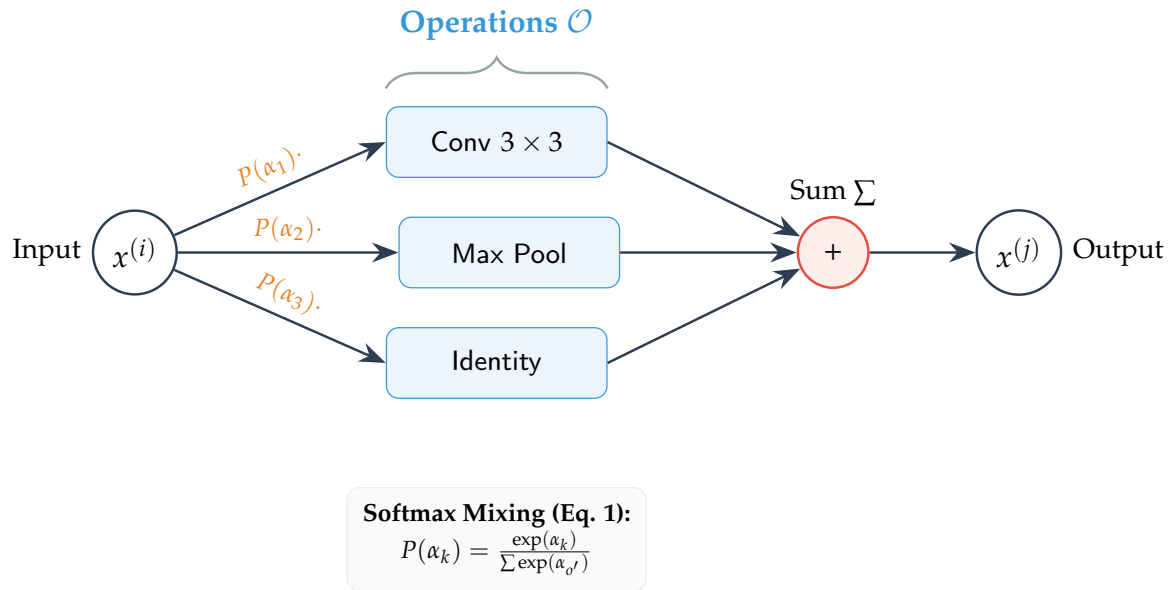 Operations 𝒪
Conv 3 × 3
P(α₁)·
Sum ∑
P(α₂)·
Input
x⁽ⁱ⁾
Max Pool
+
x⁽ʲ⁾
Output
P(α₃)·
Identity
Softmax Mixing (Eq. 1):
P(αₖ) = exp(αₖ) / ∑ exp(α_{o′})